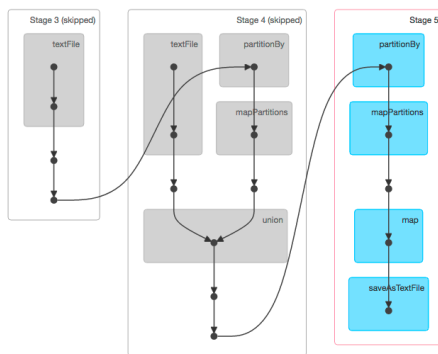 Stage 3 (skipped)
textFile
Stage 4 (skipped)
textFile
partitionBy
mapPartitions
union
Stage 5
partitionBy
mapPartitions
map
saveAsTextFile